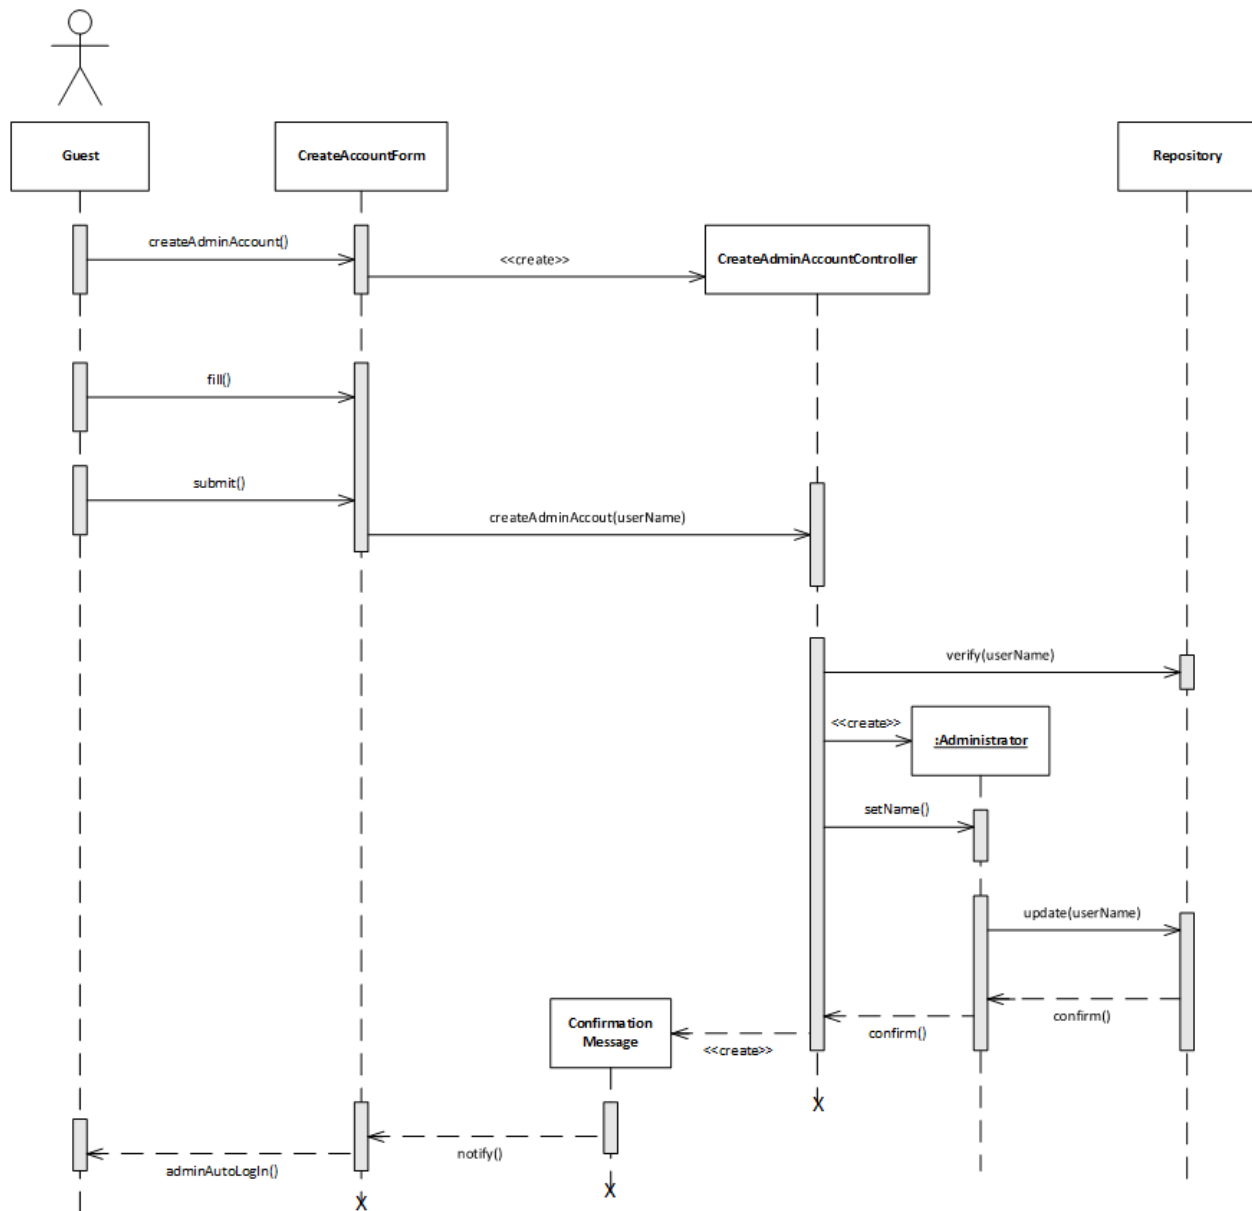 Guest
CreateAccountForm
Repository
createAdminAccount()
<<create>>
CreateAdminAccountController
fill()
submit()
createAdminAccout(userName)
verify(userName)
<<create>>
:Administrator
setName()
update(userName)
confirm()
confirm()
Confirmation
Message
<<create>>
X
notify()
adminAutoLogIn()
X
X